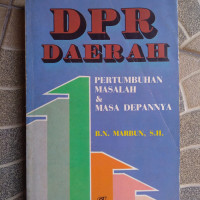 DPR
DAERAH
PERTUMBUHAN
MASALAH
&
MASA DEPANNYA
B.N. MARBUN, S.H.